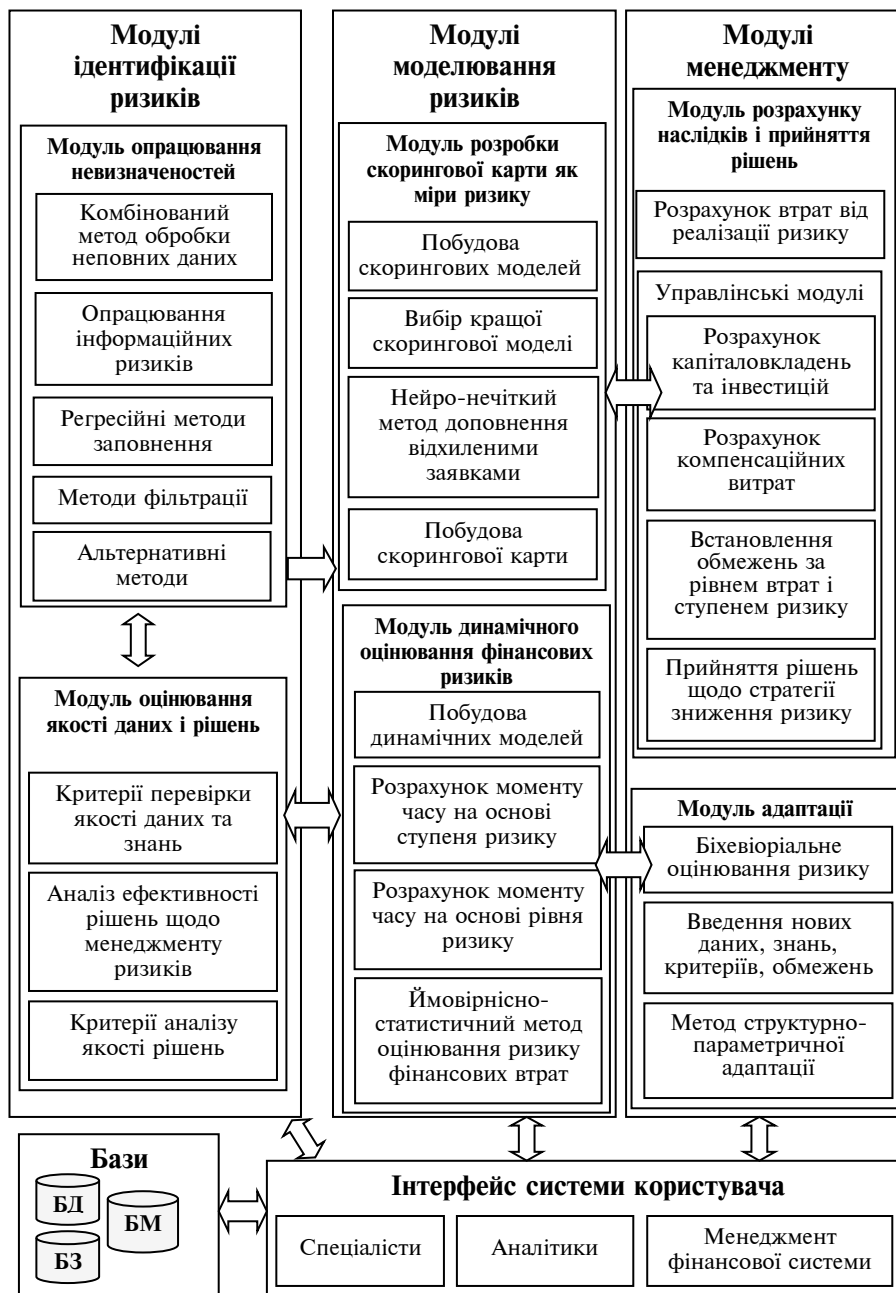 Модулі
ідентифікації
ризиків
Модуль опрацювання
невизначеностей
Комбінований
метод обробки
неповних даних
Опрацювання
інформаційних
ризиків
Регресійні методи
заповнення
Методи фільтрації
Альтернативні
методи
Модуль оцінювання
якості даних і рішень
Критерії перевірки
якості даних та
знань
Аналіз ефективності
рішень щодо
менеджменту
ризиків
Критерії аналізу
якості рішень
Модулі
моделювання
ризиків
Модуль розробки
скорингової карти як
міри ризику
Побудова
скорингових моделей
Вибір кращої
скорингової моделі
Нейро-нечіткий
метод доповнення
відхиленими
заявками
Побудова
скорингової карти
Модуль динамічного
оцінювання фінансових
ризиків
Побудова
динамічних моделей
Розрахунок моменту
часу на основі
ступеня ризику
Розрахунок моменту
часу на основі рівня
ризику
Ймовірнісно-
статистичний метод
оцінювання ризику
фінансових втрат
Модулі
менеджменту
Модуль розрахунку
наслідків і прийняття
рішень
Розрахунок втрат від
реалізації ризику
Управлінські модулі
Розрахунок
капіталовкладень
та інвестицій
Розрахунок
компенсаційних
витрат
Встановлення
обмежень за
рівнем втрат і
ступенем ризику
Прийняття рішень
щодо стратегії
зниження ризику
Модуль адаптації
Біхевіоріальне
оцінювання ризику
Введення нових
даних, знань,
критеріїв, обмежень
Метод структурно-
параметричної
адаптації
Бази
БД
БМ
БЗ
Інтерфейс системи користувача
Спеціалісти
Аналітики
Менеджмент
фінансової системи